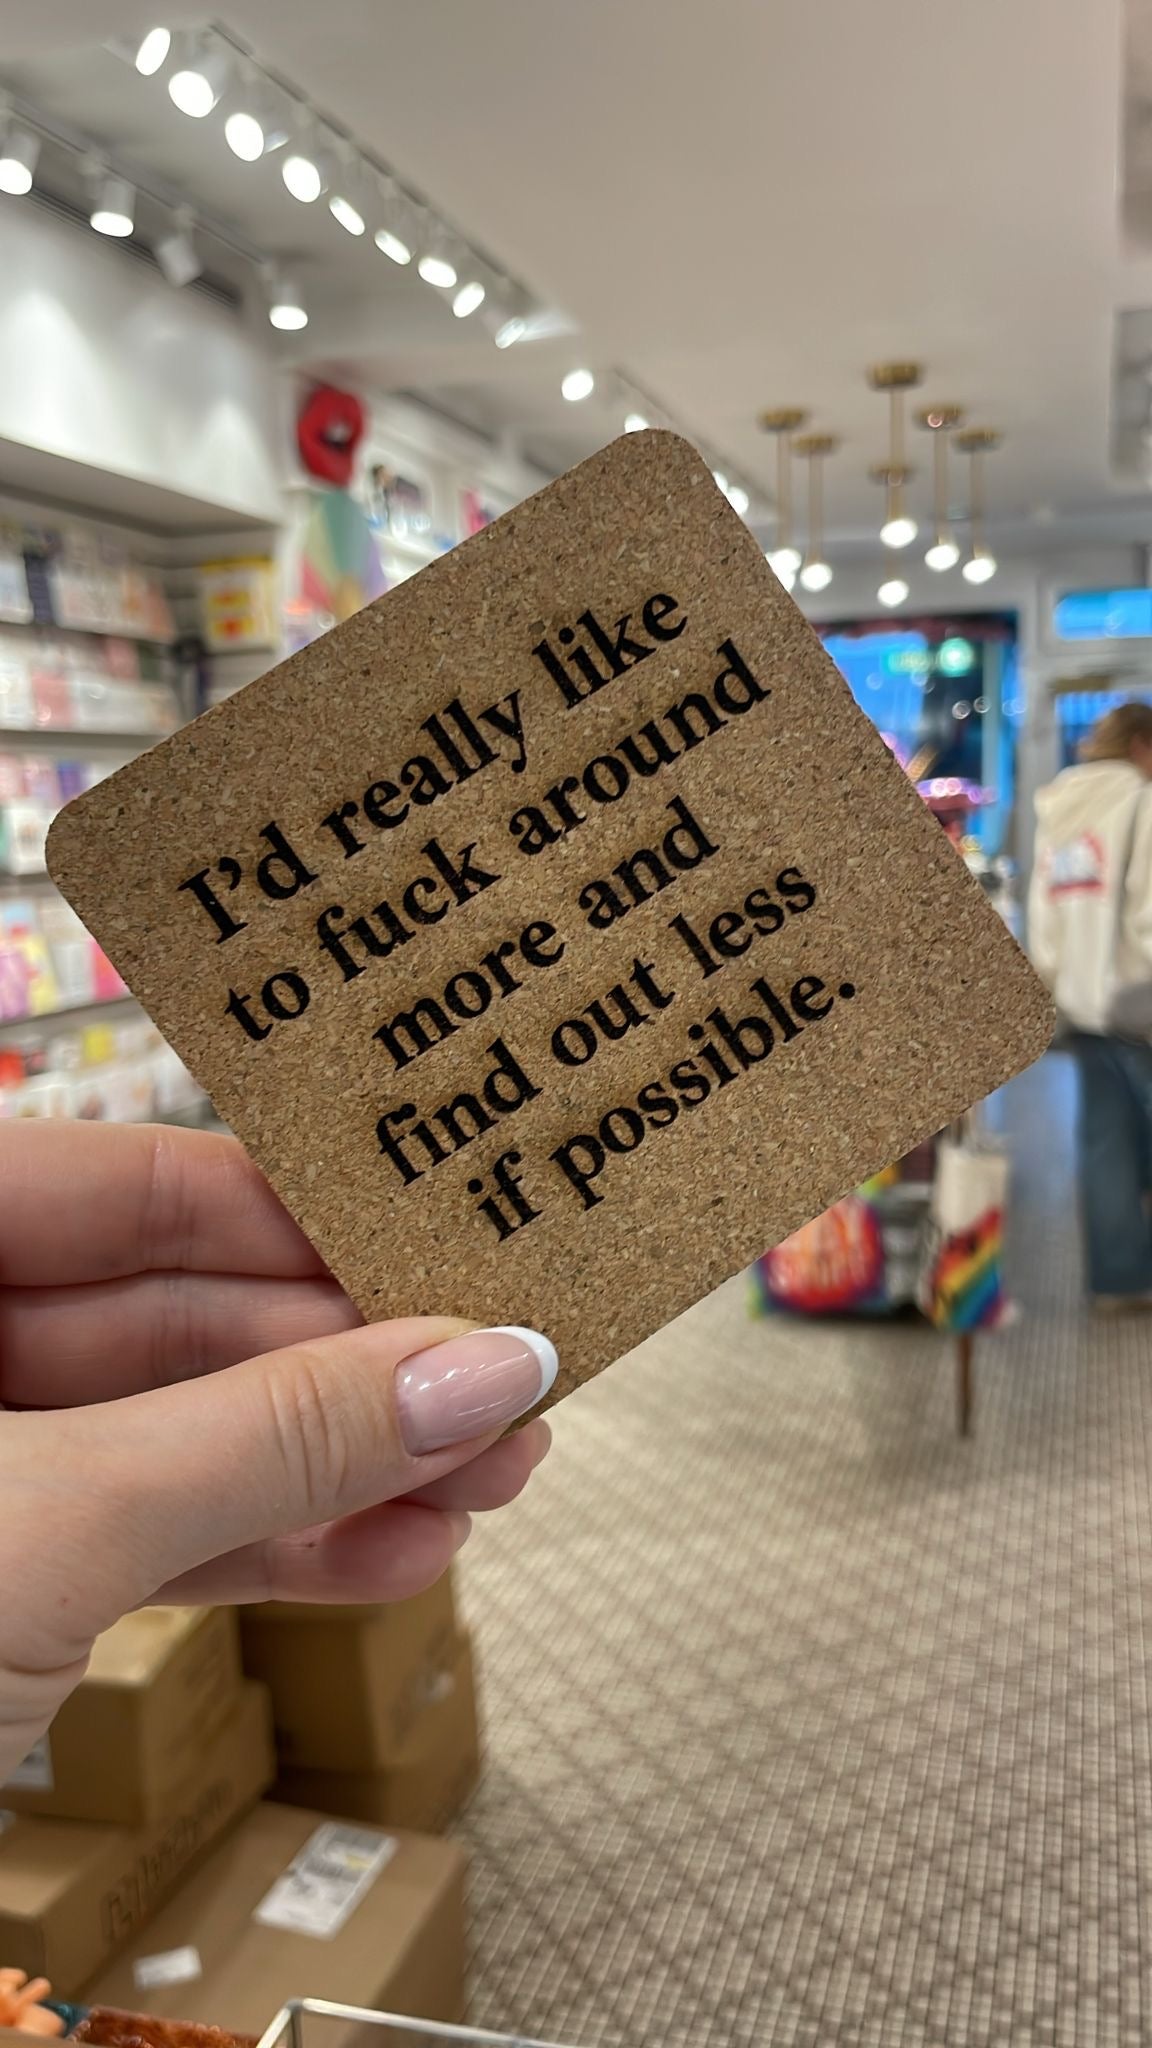 I'd really like
to fuck around
more and
find out less
if possible.